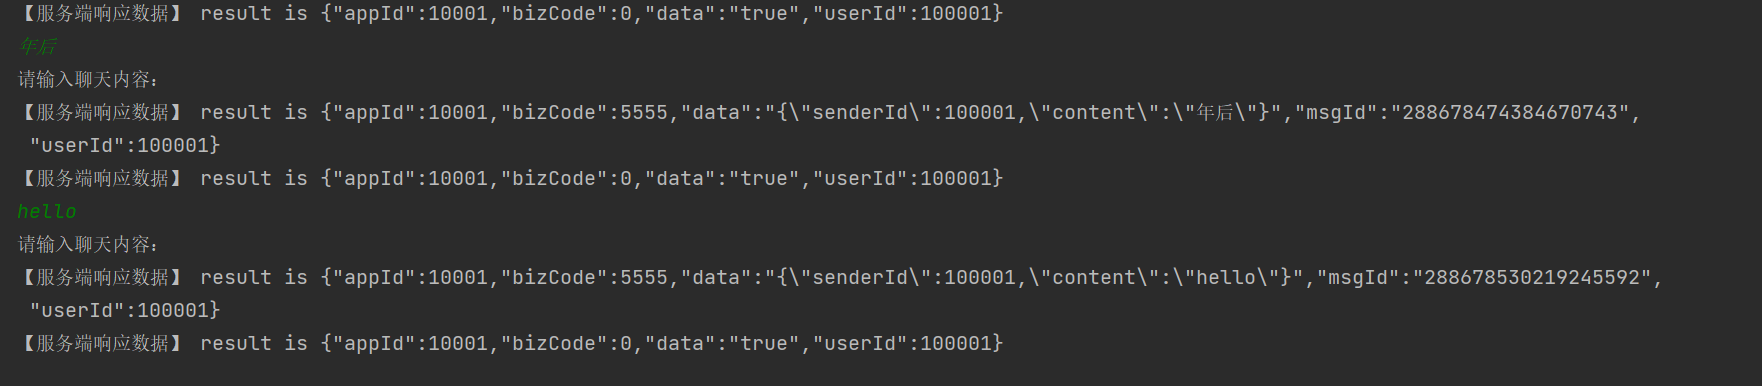 【服务端响应数据】 result is {"appId":10001,"bizCode":0,"data":"true","userId":100001}
年后
请输入聊天内容：
【服务端响应数据】 result is {"appId":10001,"bizCode":5555,"data":"{\"senderId\":100001,\"content\":\"年后\"}","msgId":"288678474384670743",
"userId":100001}
【服务端响应数据】 result is {"appId":10001,"bizCode":0,"data":"true","userId":100001}
hello
请输入聊天内容：
【服务端响应数据】 result is {"appId":10001,"bizCode":5555,"data":"{\"senderId\":100001,\"content\":\"hello\"}","msgId":"288678530219245592",
"userId":100001}
【服务端响应数据】 result is {"appId":10001,"bizCode":0,"data":"true","userId":100001}